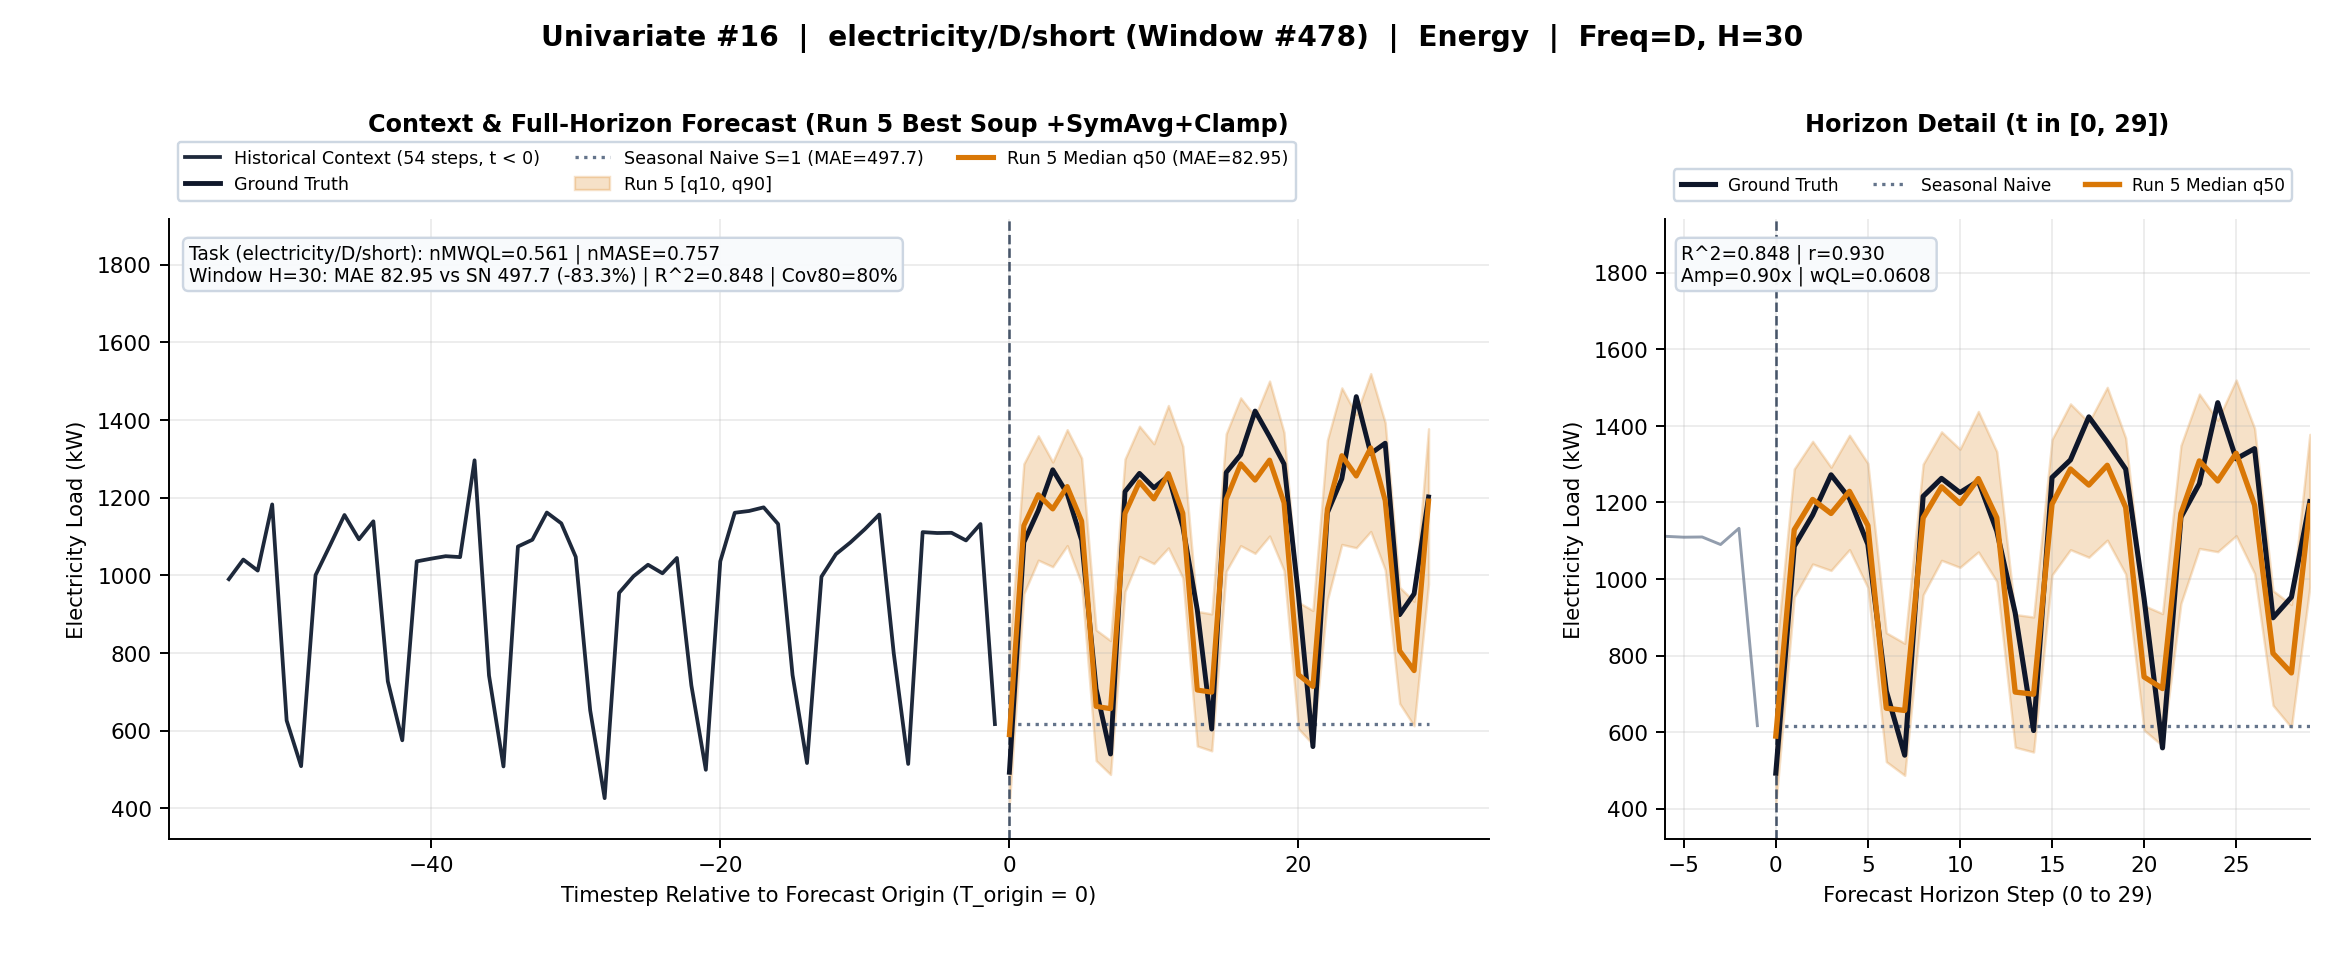 Univariate #16 | electricity/D/short (Window #478) | Energy | Freq=D, H=30
Context & Full-Horizon Forecast (Run 5 Best Soup +SymAvg+Clamp)
Historical Context (54 steps, t < 0)
Ground Truth
Seasonal Naive S=1 (MAE=497.7)
Run 5 [q10, q90]
Run 5 Median q50 (MAE=82.95)
Task (electricity/D/short): nMWQL=0.561 | nMASE=0.757
Window H=30: MAE 82.95 vs SN 497.7 (-83.3%) | R^2=0.848 | Cov80=80%
Electricity Load (kW)
1800
1600
1400
1200
1000
800
600
400
−40
−20
0
20
Timestep Relative to Forecast Origin (T_origin = 0)
Horizon Detail (t in [0, 29])
Ground Truth
Seasonal Naive
Run 5 Median q50
R^2=0.848 | r=0.930
Amp=0.90x | wQL=0.0608
Electricity Load (kW)
1800
1600
1400
1200
1000
800
600
400
−5
0
5
10
15
20
25
Forecast Horizon Step (0 to 29)